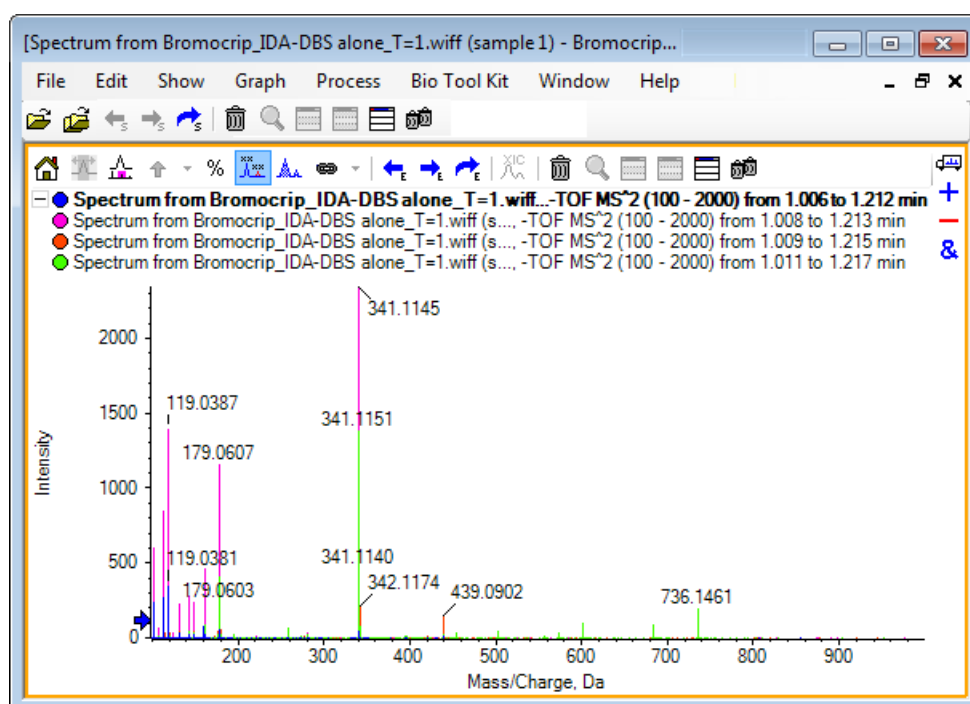 [Spectrum from Bromocrip_IDA-DBS alone_T=1.wiff (sample 1) - Bromocrip...
File Edit Show Graph Process Bio Tool Kit Window Help
S S S
% XIC E E E
Spectrum from Bromocrip_IDA-DBS alone_T=1.wiff...-TOF MS^2 (100 - 2000) from 1.006 to 1.212 min
Spectrum from Bromocrip_IDA-DBS alone_T=1.wiff (s..., -TOF MS^2 (100 - 2000) from 1.008 to 1.213 min
Spectrum from Bromocrip_IDA-DBS alone_T=1.wiff (s..., -TOF MS^2 (100 - 2000) from 1.009 to 1.215 min
Spectrum from Bromocrip_IDA-DBS alone_T=1.wiff (s..., -TOF MS^2 (100 - 2000) from 1.011 to 1.217 min
&
341.1145
2000
119.0387
1500
341.1151
179.0607
1000
Intensity
119.0381
341.1140
500
179.0603
342.1174
439.0902
736.1461
0
200 300 400 500 600 700 800 900
Mass/Charge, Da